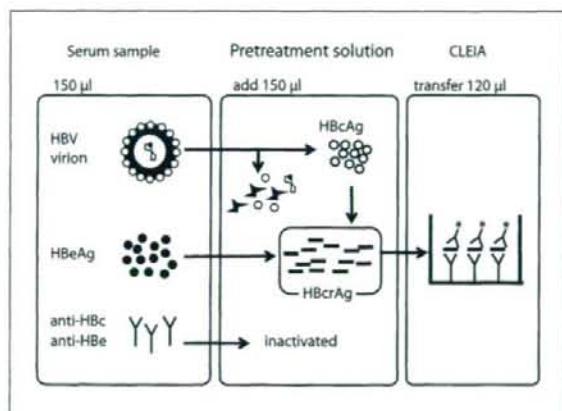 Serum sample
Pretreatment solution
CLEIA
150 µl
add 150 µl
transfer 120 µl
HBV
virion
HBcAg
HBeAg
HBcrAg
anti-HBc
anti-HBe
inactivated